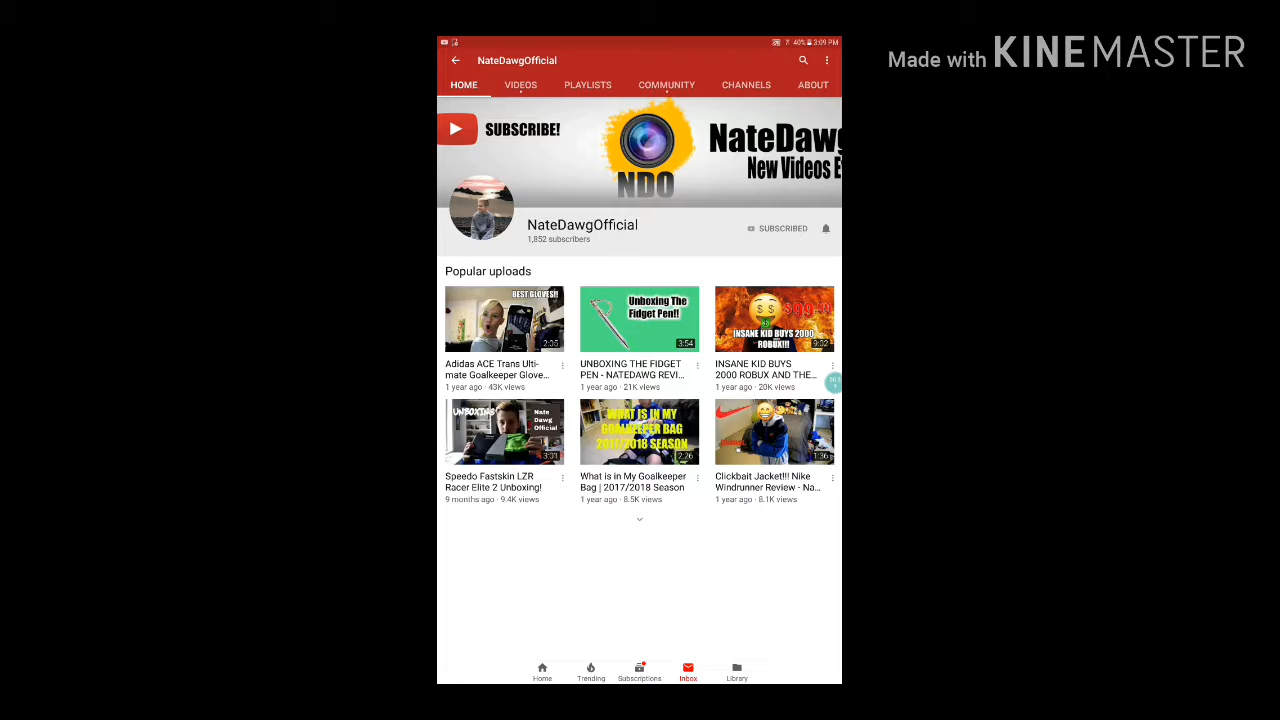 Made with KINEMASTER
40% 3:09 PM
NateDawgOfficial
HOME VIDEOS PLAYLISTS COMMUNITY CHANNELS ABOUT
SUBSCRIBE!
NateDawg
New Videos E
NDO
NateDawgOfficial
1,852 subscribers
SUBSCRIBED
Popular uploads
BEST GLOVES!!
2:05
Adidas ACE Trans Ulti-
mate Goalkeeper Glove...
1 year ago · 43K views
Unboxing The
Fidget Pen!!
3:54
UNBOXING THE FIDGET
PEN - NATEDAWG REVI...
1 year ago · 21K views
INSANE KID BUYS 2000
ROBUX!!!
9:02
INSANE KID BUYS
2000 ROBUX AND THE...
1 year ago · 20K views
UNBOXING
Nate
Dawg
Official
3:01
Speedo Fastskin LZR
Racer Elite 2 Unboxing!
9 months ago · 9.4K views
WHAT IS IN MY
GOALKEEPER BAG
2017/2018 SEASON
2:26
What is in My Goalkeeper
Bag | 2017/2018 Season
1 year ago · 8.5K views
1:36
Clickbait Jacket!!! Nike
Windrunner Review - Na...
1 year ago · 8.1K views
Home Trending Subscriptions Inbox Library